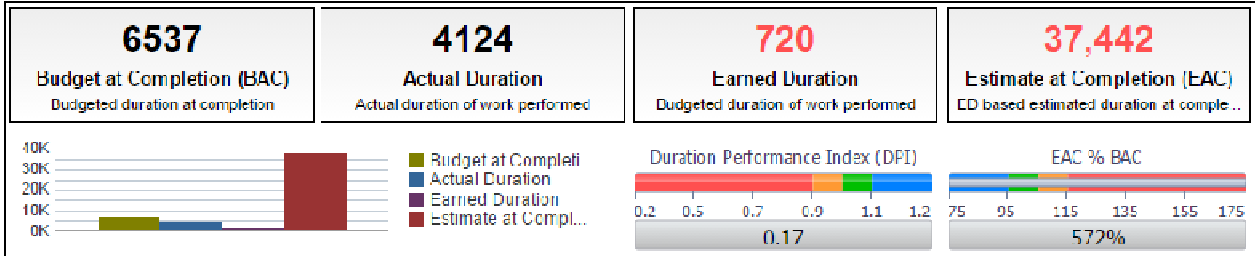 6537
Budget at Completion (BAC)
Budgeted duration at completion
4124
Actual Duration
Actual duration of work performed
720
Earned Duration
Budgeted duration of work performed
37,442
Estimate at Completion (EAC)
ED based estimated duration at comple...
40K
30K
20K
10K
0K
Budget at Completi
Actual Duration
Earned Duration
Estimate at Compl...
Duration Performance Index (DPI)
0.2 0.5 0.7 0.9 1.1 1.2
0.17
EAC % BAC
75 95 115 135 155 175
572%